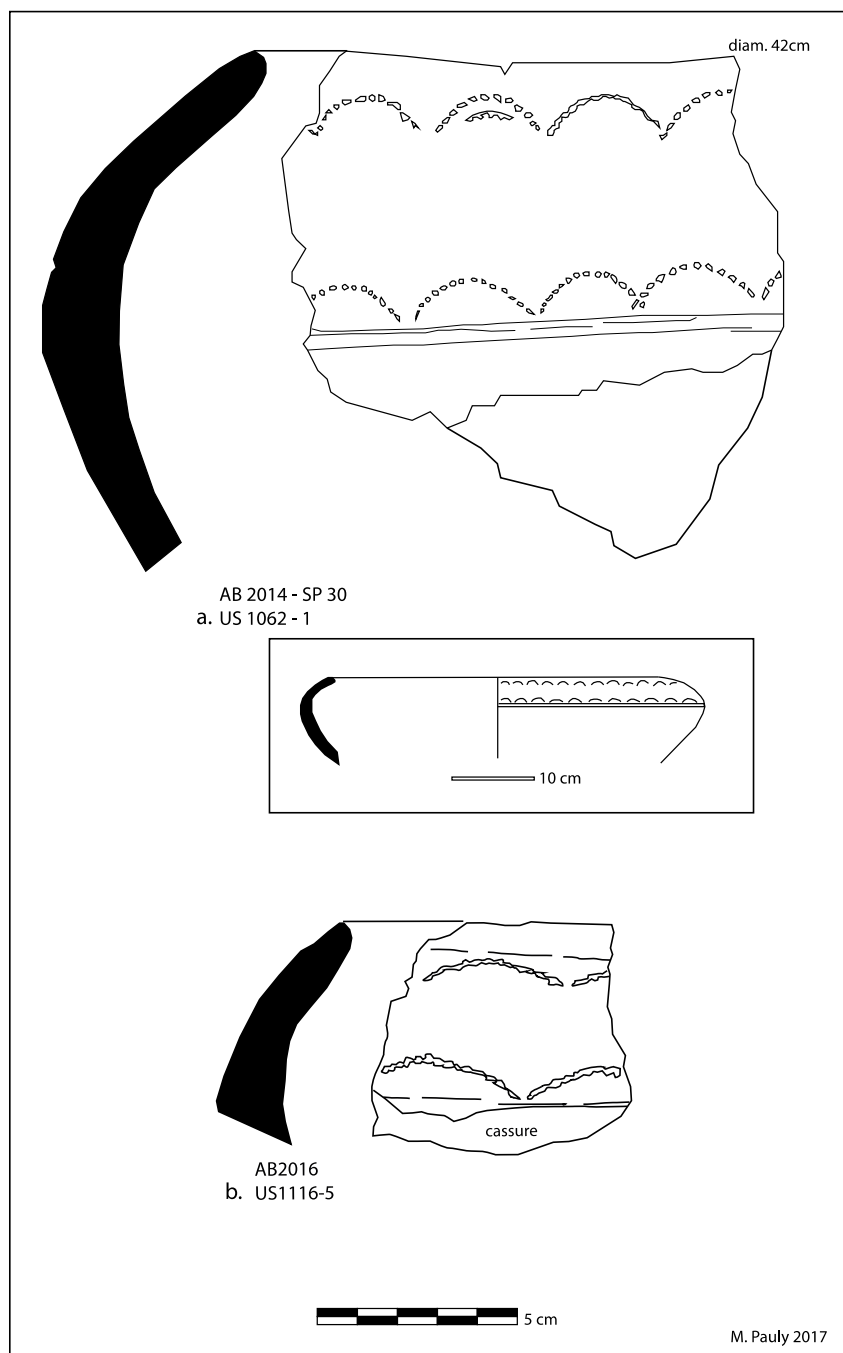 diam. 42cm
AB 2014 - SP 30
a. US 1062 - 1
10 cm
cassure
AB2016
b. US1116-5
5 cm
M. Pauly 2017